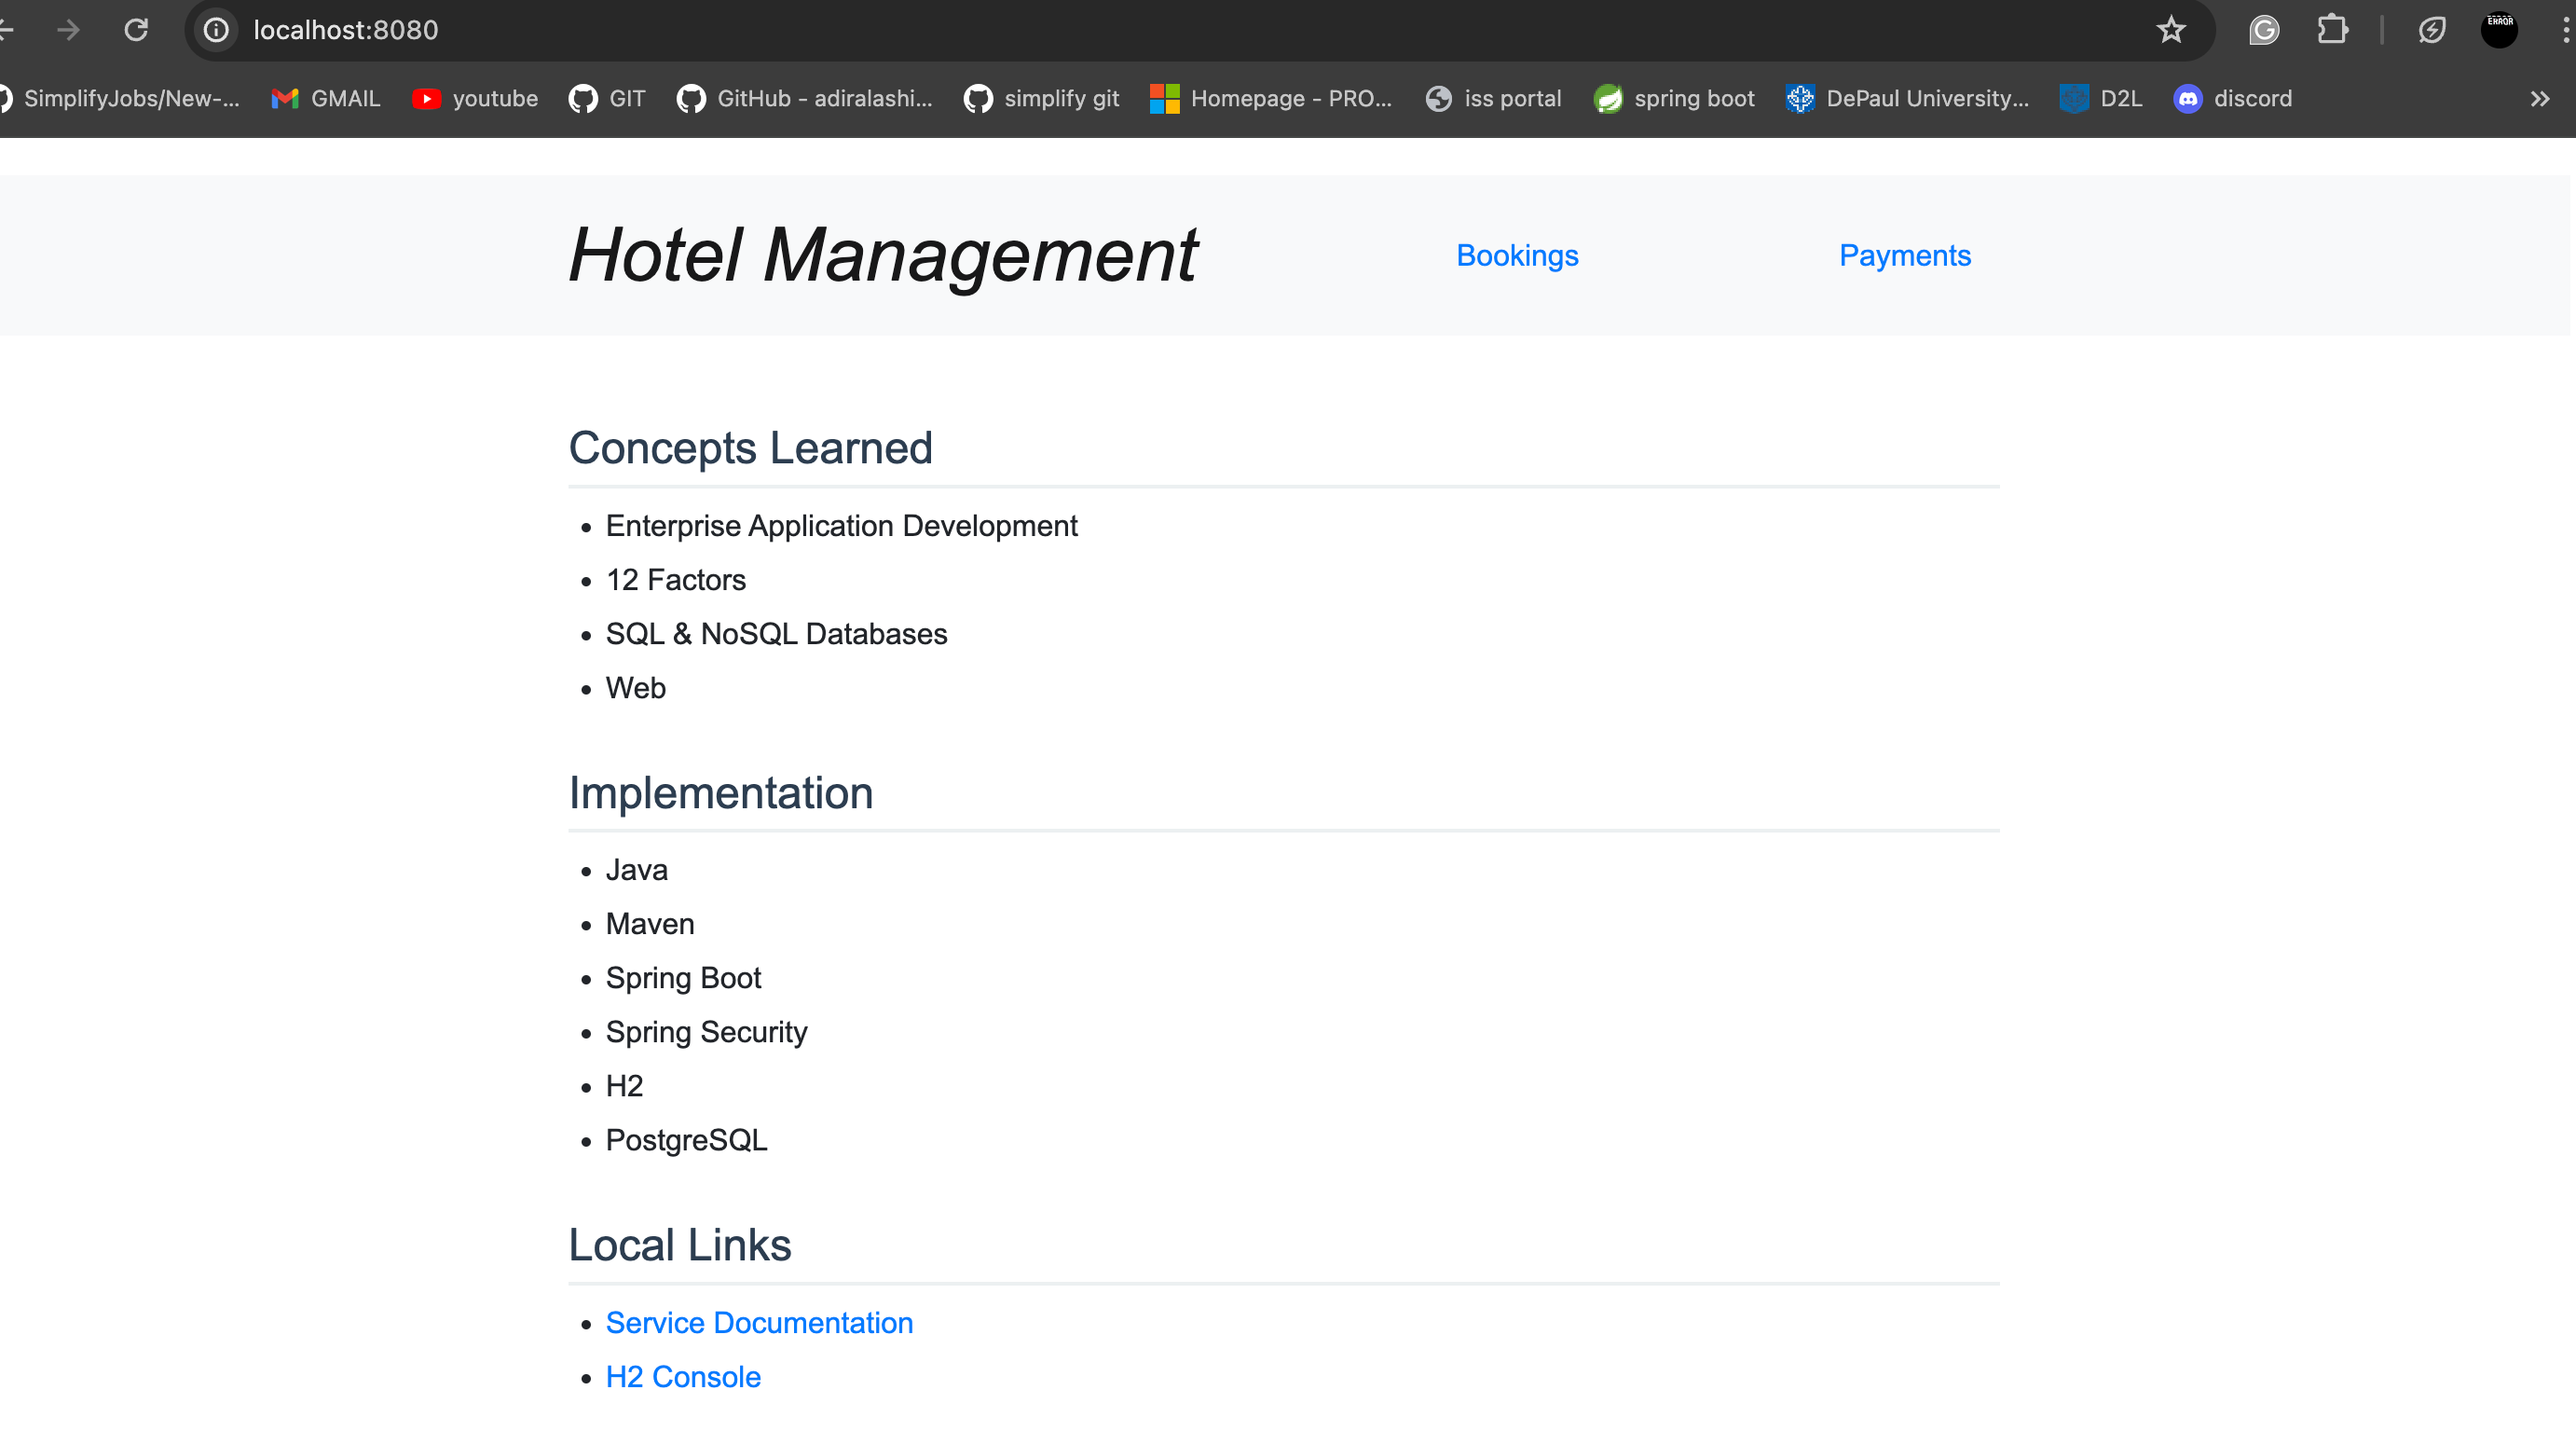 localhost:8080
ERROR
SimplifyJobs/New-... GMAIL youtube GIT GitHub - adiralashi... simplify git Homepage - PRO... iss portal spring boot DePaul University... D2L discord
Hotel Management Bookings Payments
Concepts Learned
Enterprise Application Development
12 Factors
SQL & NoSQL Databases
Web
Implementation
Java
Maven
Spring Boot
Spring Security
H2
PostgreSQL
Local Links
Service Documentation
H2 Console